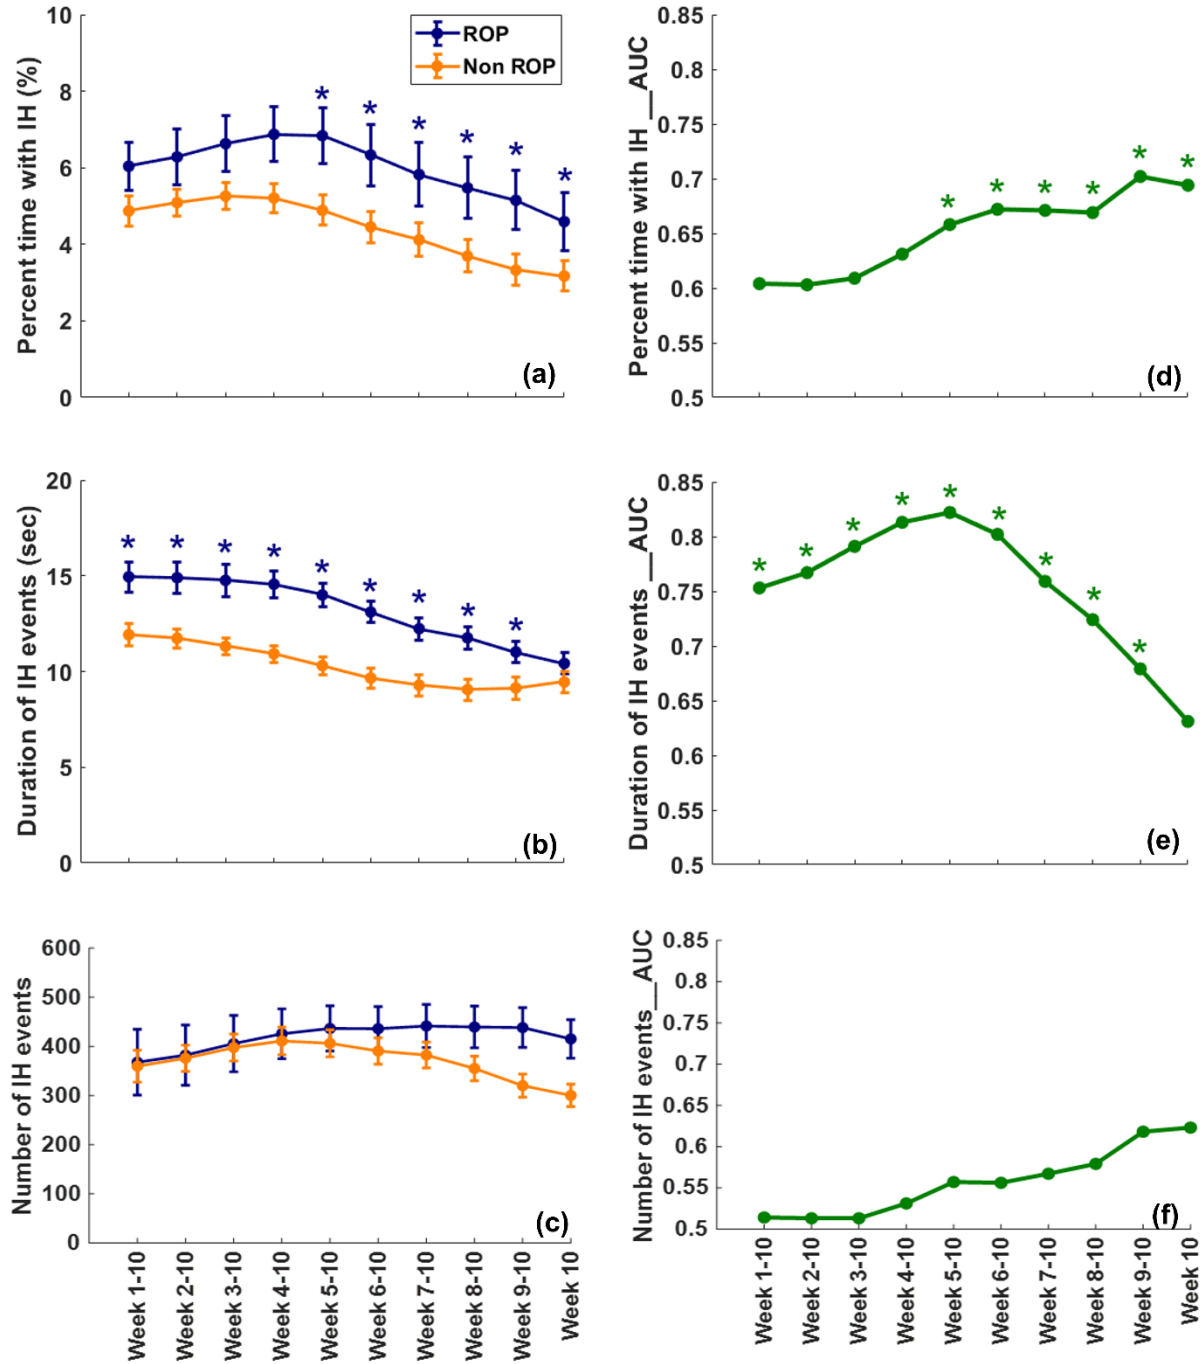 Percent time with IH (%)
10
8
6
4
2
0
ROP
Non ROP
* * * * * *
(a)
Percent time with IH__AUC
0.85
0.8
0.75
0.7
0.65
0.6
0.55
0.5
* * * * * *
(d)
Duration of IH events (sec)
20
15
10
5
0
* * * * * * * * *
(b)
Duration of IH events__AUC
0.85
0.8
0.75
0.7
0.65
0.6
0.55
0.5
* * * * * * * * *
(e)
Number of IH events
600
500
400
300
200
100
0
(c)
Week 1-10
Week 2-10
Week 3-10
Week 4-10
Week 5-10
Week 6-10
Week 7-10
Week 8-10
Week 9-10
Week 10
Number of IH events__AUC
0.85
0.8
0.75
0.7
0.65
0.6
0.55
0.5
(f)
Week 1-10
Week 2-10
Week 3-10
Week 4-10
Week 5-10
Week 6-10
Week 7-10
Week 8-10
Week 9-10
Week 10